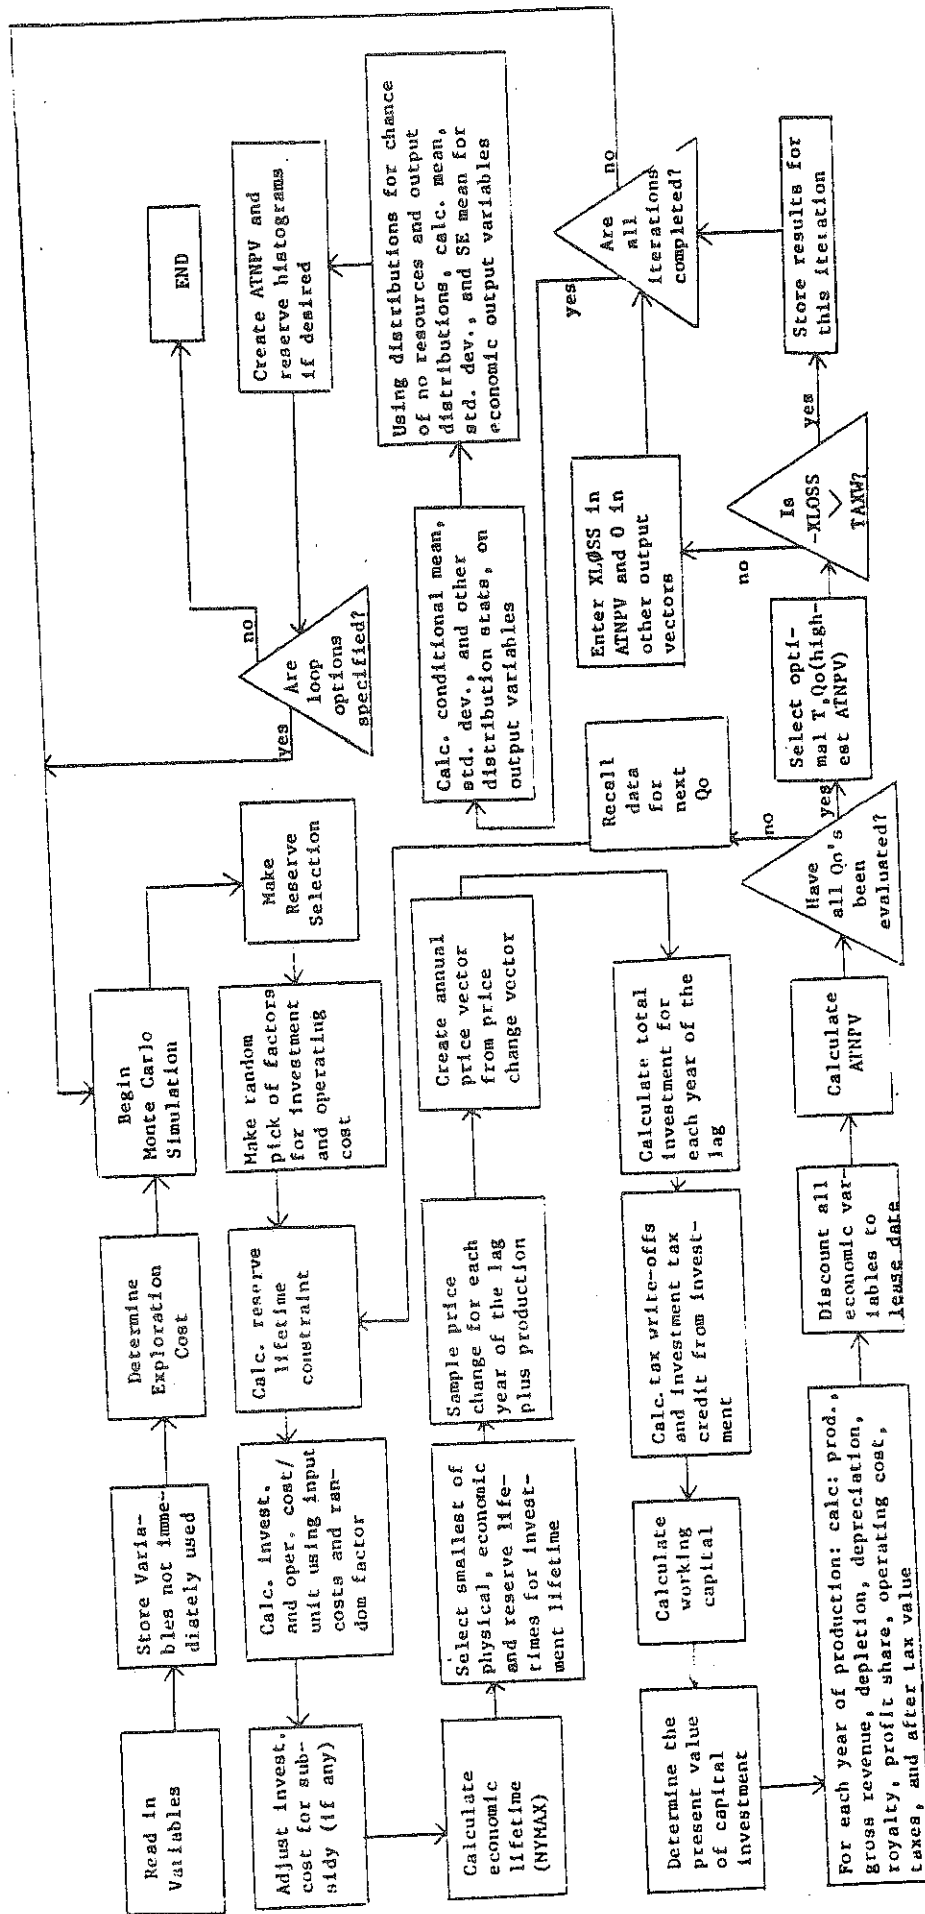 Read in
Variables
Store Varia-
bles not imme-
diately used
Determine
Exploration
Cost
Begin
Monte Carlo
Simulation
Make
Reserve
Selection
Make random
pick of factors
for investment
and operating
cost
Calc. reserve
lifetime
constraint
Calc. invest.
and oper. cost/
unit using input
costs and ran-
dom factor
Adjust invest.
cost for sub-
sidy (if any)
Calculate
economic
lifetime
(NYMAX)
Select smallest of
physical, economic
and reserve life-
times for invest-
ment lifetime
Sample price
change for each
year of the lag
plus production
Create annual
price vector
from price
change vector
Calculate total
investment for
each year of the
lag
Calc. tax write-offs
and investment tax
credit from invest-
ment
Calculate
working
capital
Determine the
present value
of capital
investment
For each year of production: calc: prod.,
gross revenue, depletion, depreciation,
royalty, profit share, operating cost,
taxes, and after tax value
Discount all
economic var-
iables to
lease date
Calculate
ATNPV
Have
all Qo's
been
evaluated?
no
yes
Recall
data
for
next
Qo
Select opti-
mal T,Qo(high-
est ATNPV)
Is
-XLOSS
>
TAXW?
no
yes
Enter XLØSS in
ATNPV and 0 in
other output
vectors
Store results for
this iteration
Are
all
iterations
completed?
yes
no
Calc. conditional mean,
std. dev., and other
distribution stats, on
output variables
Using distributions for chance
of no resources and output
distributions, calc. mean,
std. dev., and SE mean for
economic output variables
Create ATNPV and
reserve histograms
if desired
Are
loop
options
specified?
yes
no
END